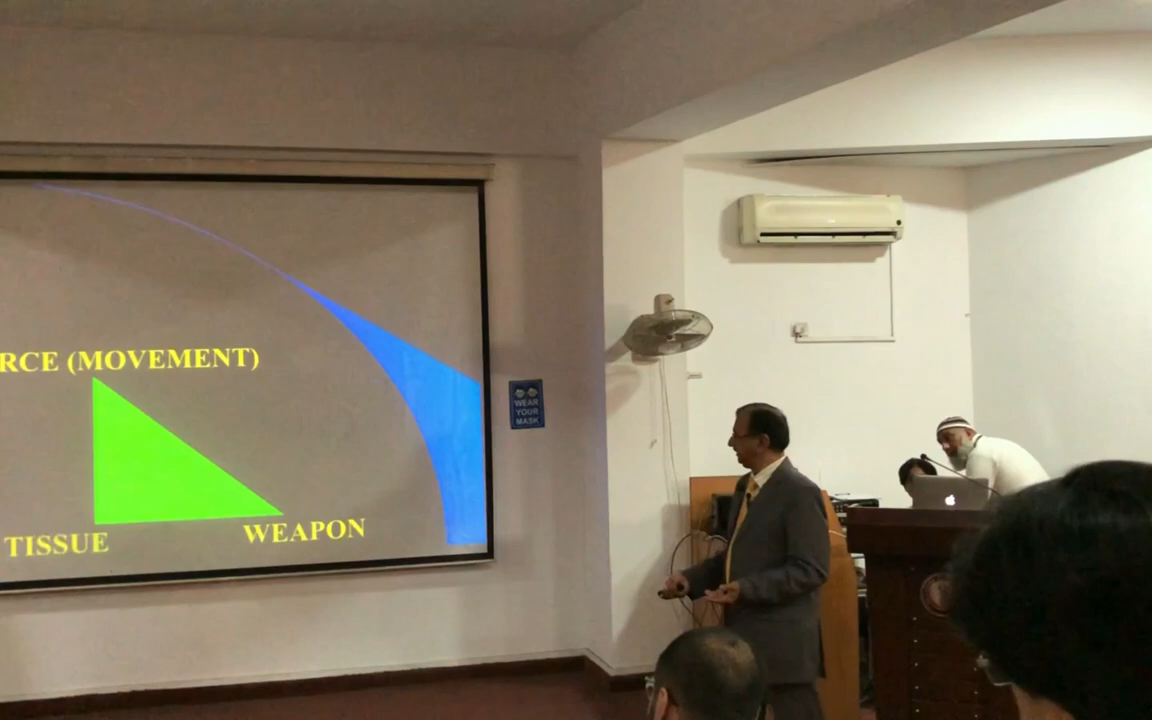 RCE (MOVEMENT)
TISSUE
WEAPON
WEAR
YOUR
MASK